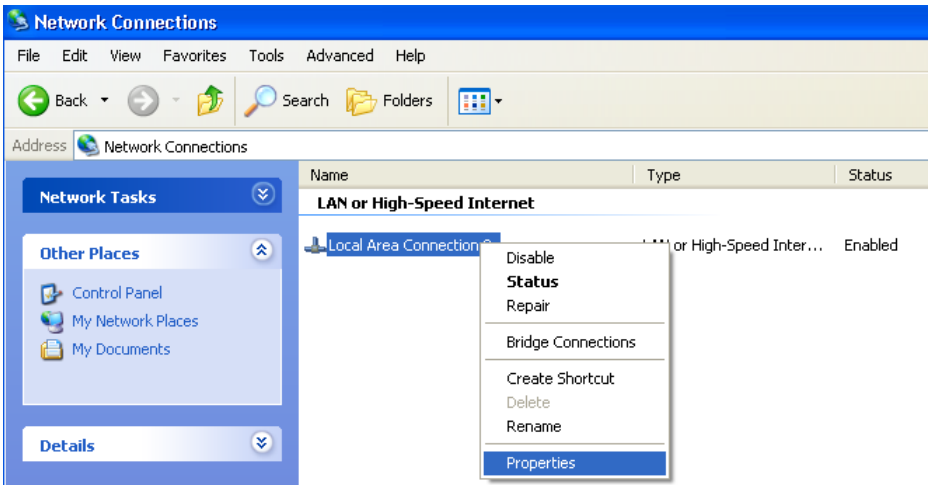 Network Connections
File Edit View Favorites Tools Advanced Help
Back Search Folders
Address Network Connections
Name Type Status
Network Tasks
LAN or High-Speed Internet
Other Places
Local Area Connection or High-Speed Inter... Enabled
Control Panel
My Network Places
My Documents
Details
Disable
Status
Repair
Bridge Connections
Create Shortcut
Delete
Rename
Properties